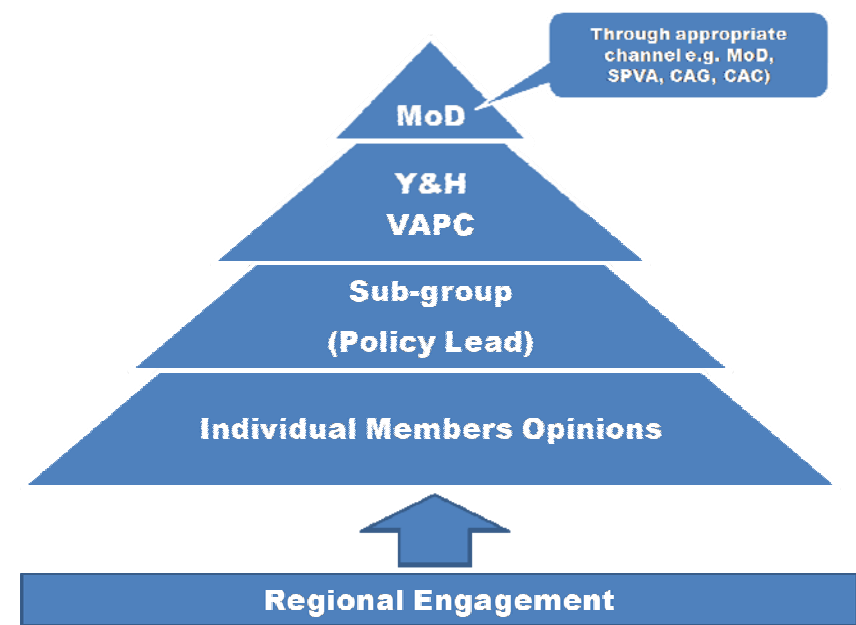 Through appropriate
channel e.g. MoD,
SPVA, CAG, CAC)
MoD
Y&H
VAPC
Sub-group
(Policy Lead)
Individual Members Opinions
Regional Engagement